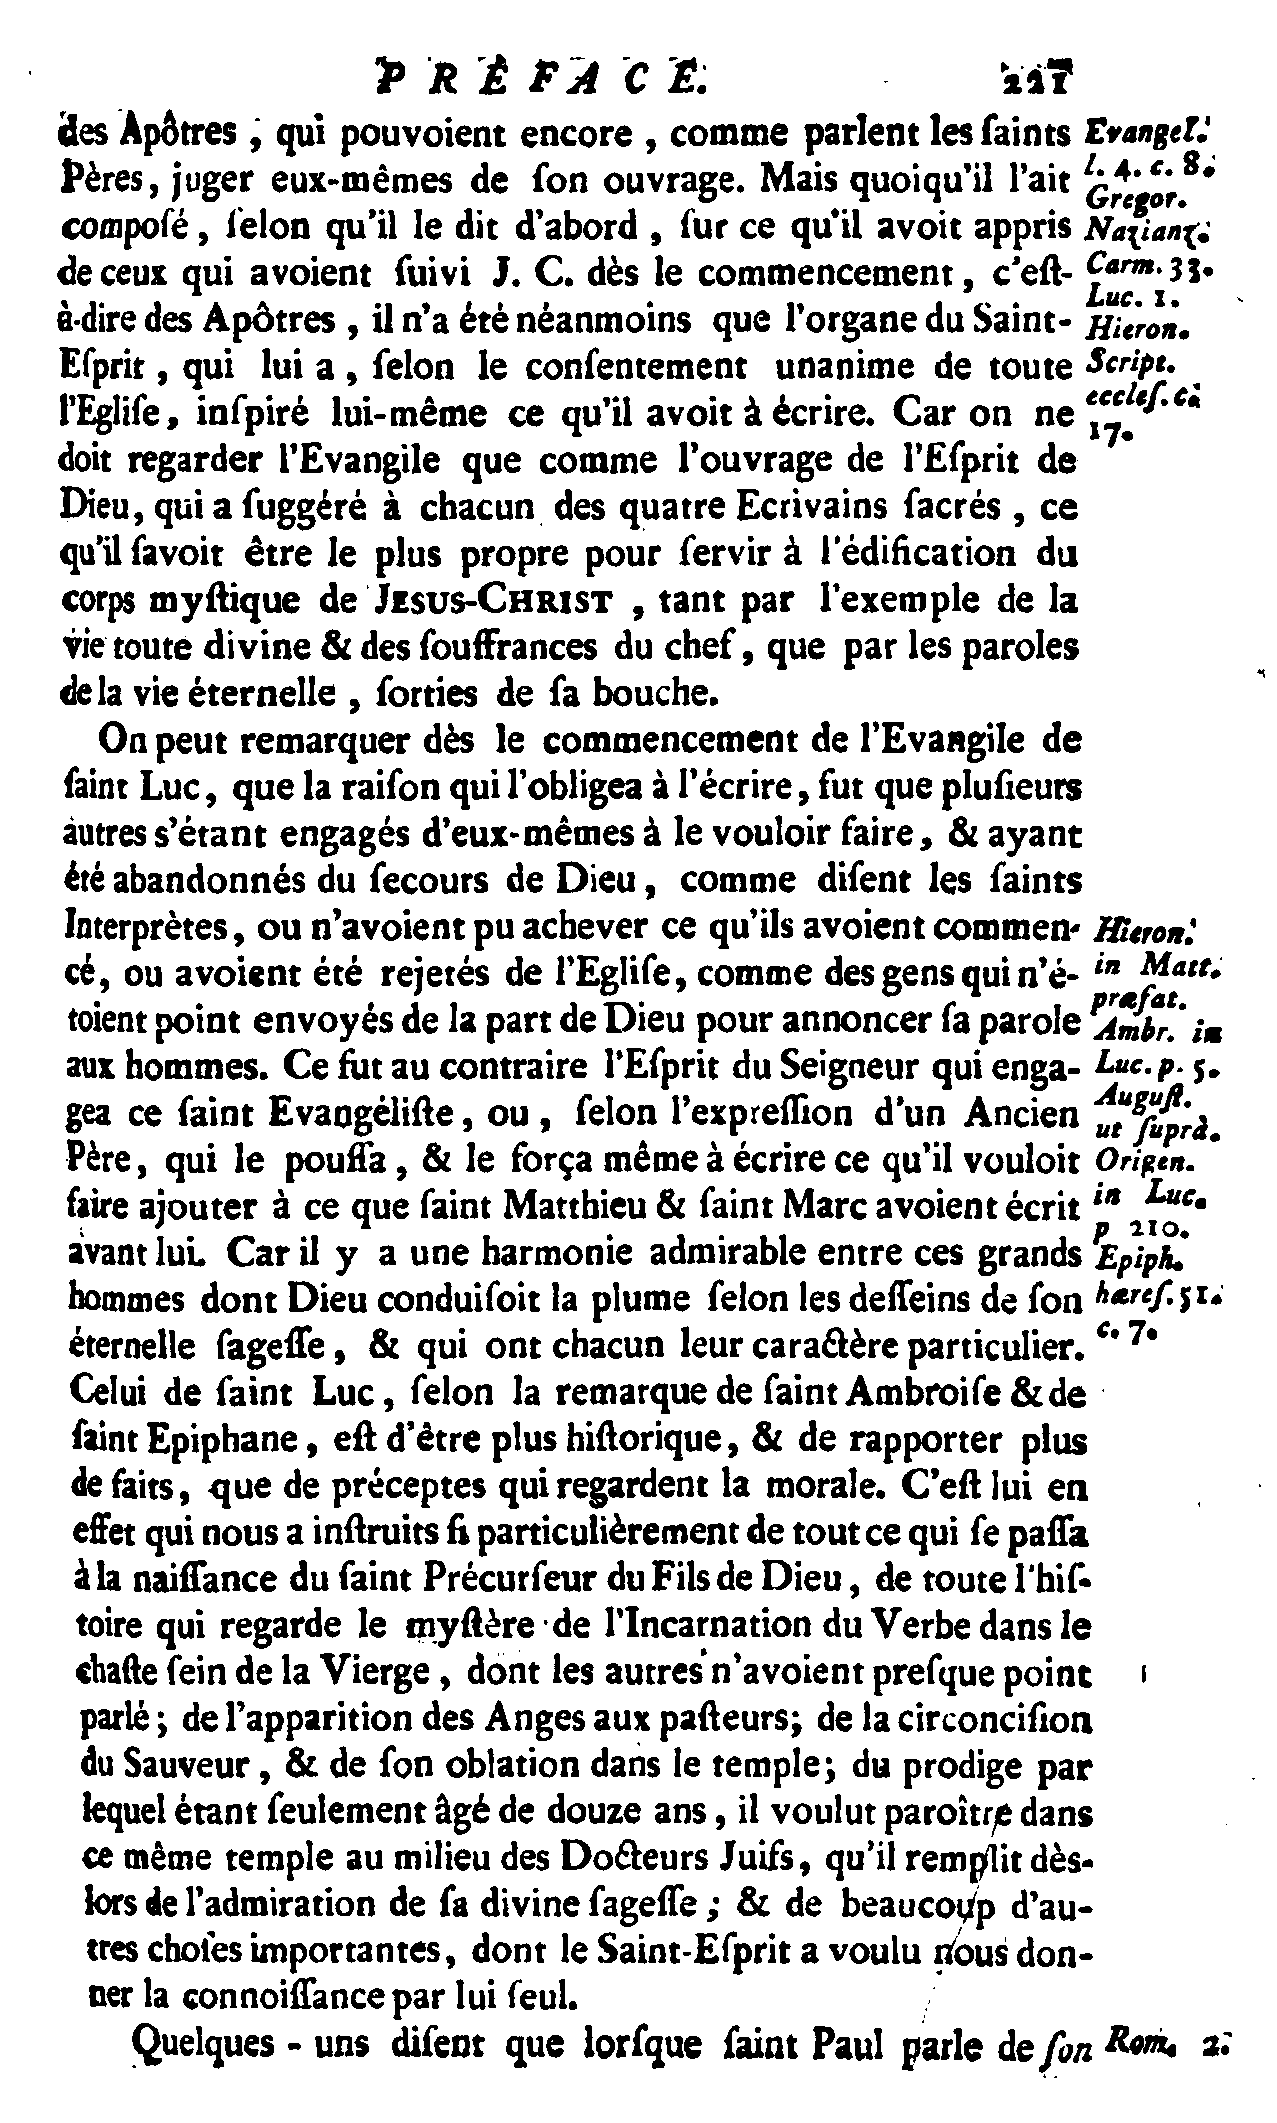 PRÉFACE.
des Apôtres, qui pouvoient encore, comme parlent les ſaints
Pères, juger eux-mêmes de ſon ouvrage. Mais quoiqu'il l'ait
compoſé, ſelon qu'il le dit d'abord, ſur ce qu'il avoit appris
de ceux qui avoient ſuivi J. C. dès le commencement, c'eſt-
à-dire des Apôtres, il n'a été néanmoins que l'organe du Saint-
Eſprit, qui lui a, ſelon le conſentement unanime de toute
l'Egliſe, inſpiré lui-même ce qu'il avoit à écrire. Car on ne
doit regarder l'Evangile que comme l'ouvrage de l'Eſprit de
Dieu, qui a ſuggéré à chacun des quatre Ecrivains ſacrés, ce
qu'il ſavoit être le plus propre pour ſervir à l'édification du
corps myſtique de JESUS-CHRIST, tant par l'exemple de la
vie toute divine & des ſouffrances du chef, que par les paroles
de la vie éternelle, ſorties de ſa bouche.
Evangel.
l. 4. c. 8.
Gregor.
Nazianz.
Carm. 33.
Luc. 1.
Hieron.
Script.
eccleſ. c.
17.
On peut remarquer dès le commencement de l'Evangile de
ſaint Luc, que la raiſon qui l'obligea à l'écrire, fut que pluſieurs
autres s'étant engagés d'eux-mêmes à le vouloir faire, & ayant
été abandonnés du ſecours de Dieu, comme diſent les ſaints
Interprètes, ou n'avoient pu achever ce qu'ils avoient commen-
cé, ou avoient été rejetés de l'Egliſe, comme des gens qui n'é-
toient point envoyés de la part de Dieu pour annoncer ſa parole
aux hommes. Ce fut au contraire l'Eſprit du Seigneur qui enga-
gea ce ſaint Evangéliſte, ou, ſelon l'expreſſion d'un Ancien
Père, qui le pouſſa, & le força même à écrire ce qu'il vouloit
faire ajouter à ce que ſaint Matthieu & ſaint Marc avoient écrit
avant lui. Car il y a une harmonie admirable entre ces grands
hommes dont Dieu conduiſoit la plume ſelon les deſſeins de ſon
éternelle ſageſſe, & qui ont chacun leur caractère particulier.
Celui de ſaint Luc, ſelon la remarque de ſaint Ambroiſe & de
ſaint Epiphane, eſt d'être plus hiſtorique, & de rapporter plus
de faits, que de préceptes qui regardent la morale. C'eſt lui en
effet qui nous a inſtruits ſi particulièrement de tout ce qui ſe paſſa
à la naiſſance du ſaint Précurſeur du Fils de Dieu, de toute l'hiſ-
toire qui regarde le myſtère de l'Incarnation du Verbe dans le
chaſte ſein de la Vierge, dont les autres n'avoient preſque point
parlé; de l'apparition des Anges aux paſteurs; de la circonciſion
du Sauveur, & de ſon oblation dans le temple; du prodige par
lequel étant ſeulement âgé de douze ans, il voulut paroître dans
ce même temple au milieu des Docteurs Juifs, qu'il remplit dès-
lors de l'admiration de ſa divine ſageſſe; & de beaucoup d'au-
tres choſes importantes, dont le Saint-Eſprit a voulu nous don-
ner la connoiſſance par lui ſeul.
Hieron.
in Matt.
præfat.
Ambr. in
Luc. p. 5.
Auguſt.
ut ſuprà.
Origen.
in Luc.
p 210.
Epiph.
hæreſ. 51.
c. 7.
Quelques-uns diſent que lorſque ſaint Paul parle de ſon
Rom. 2.